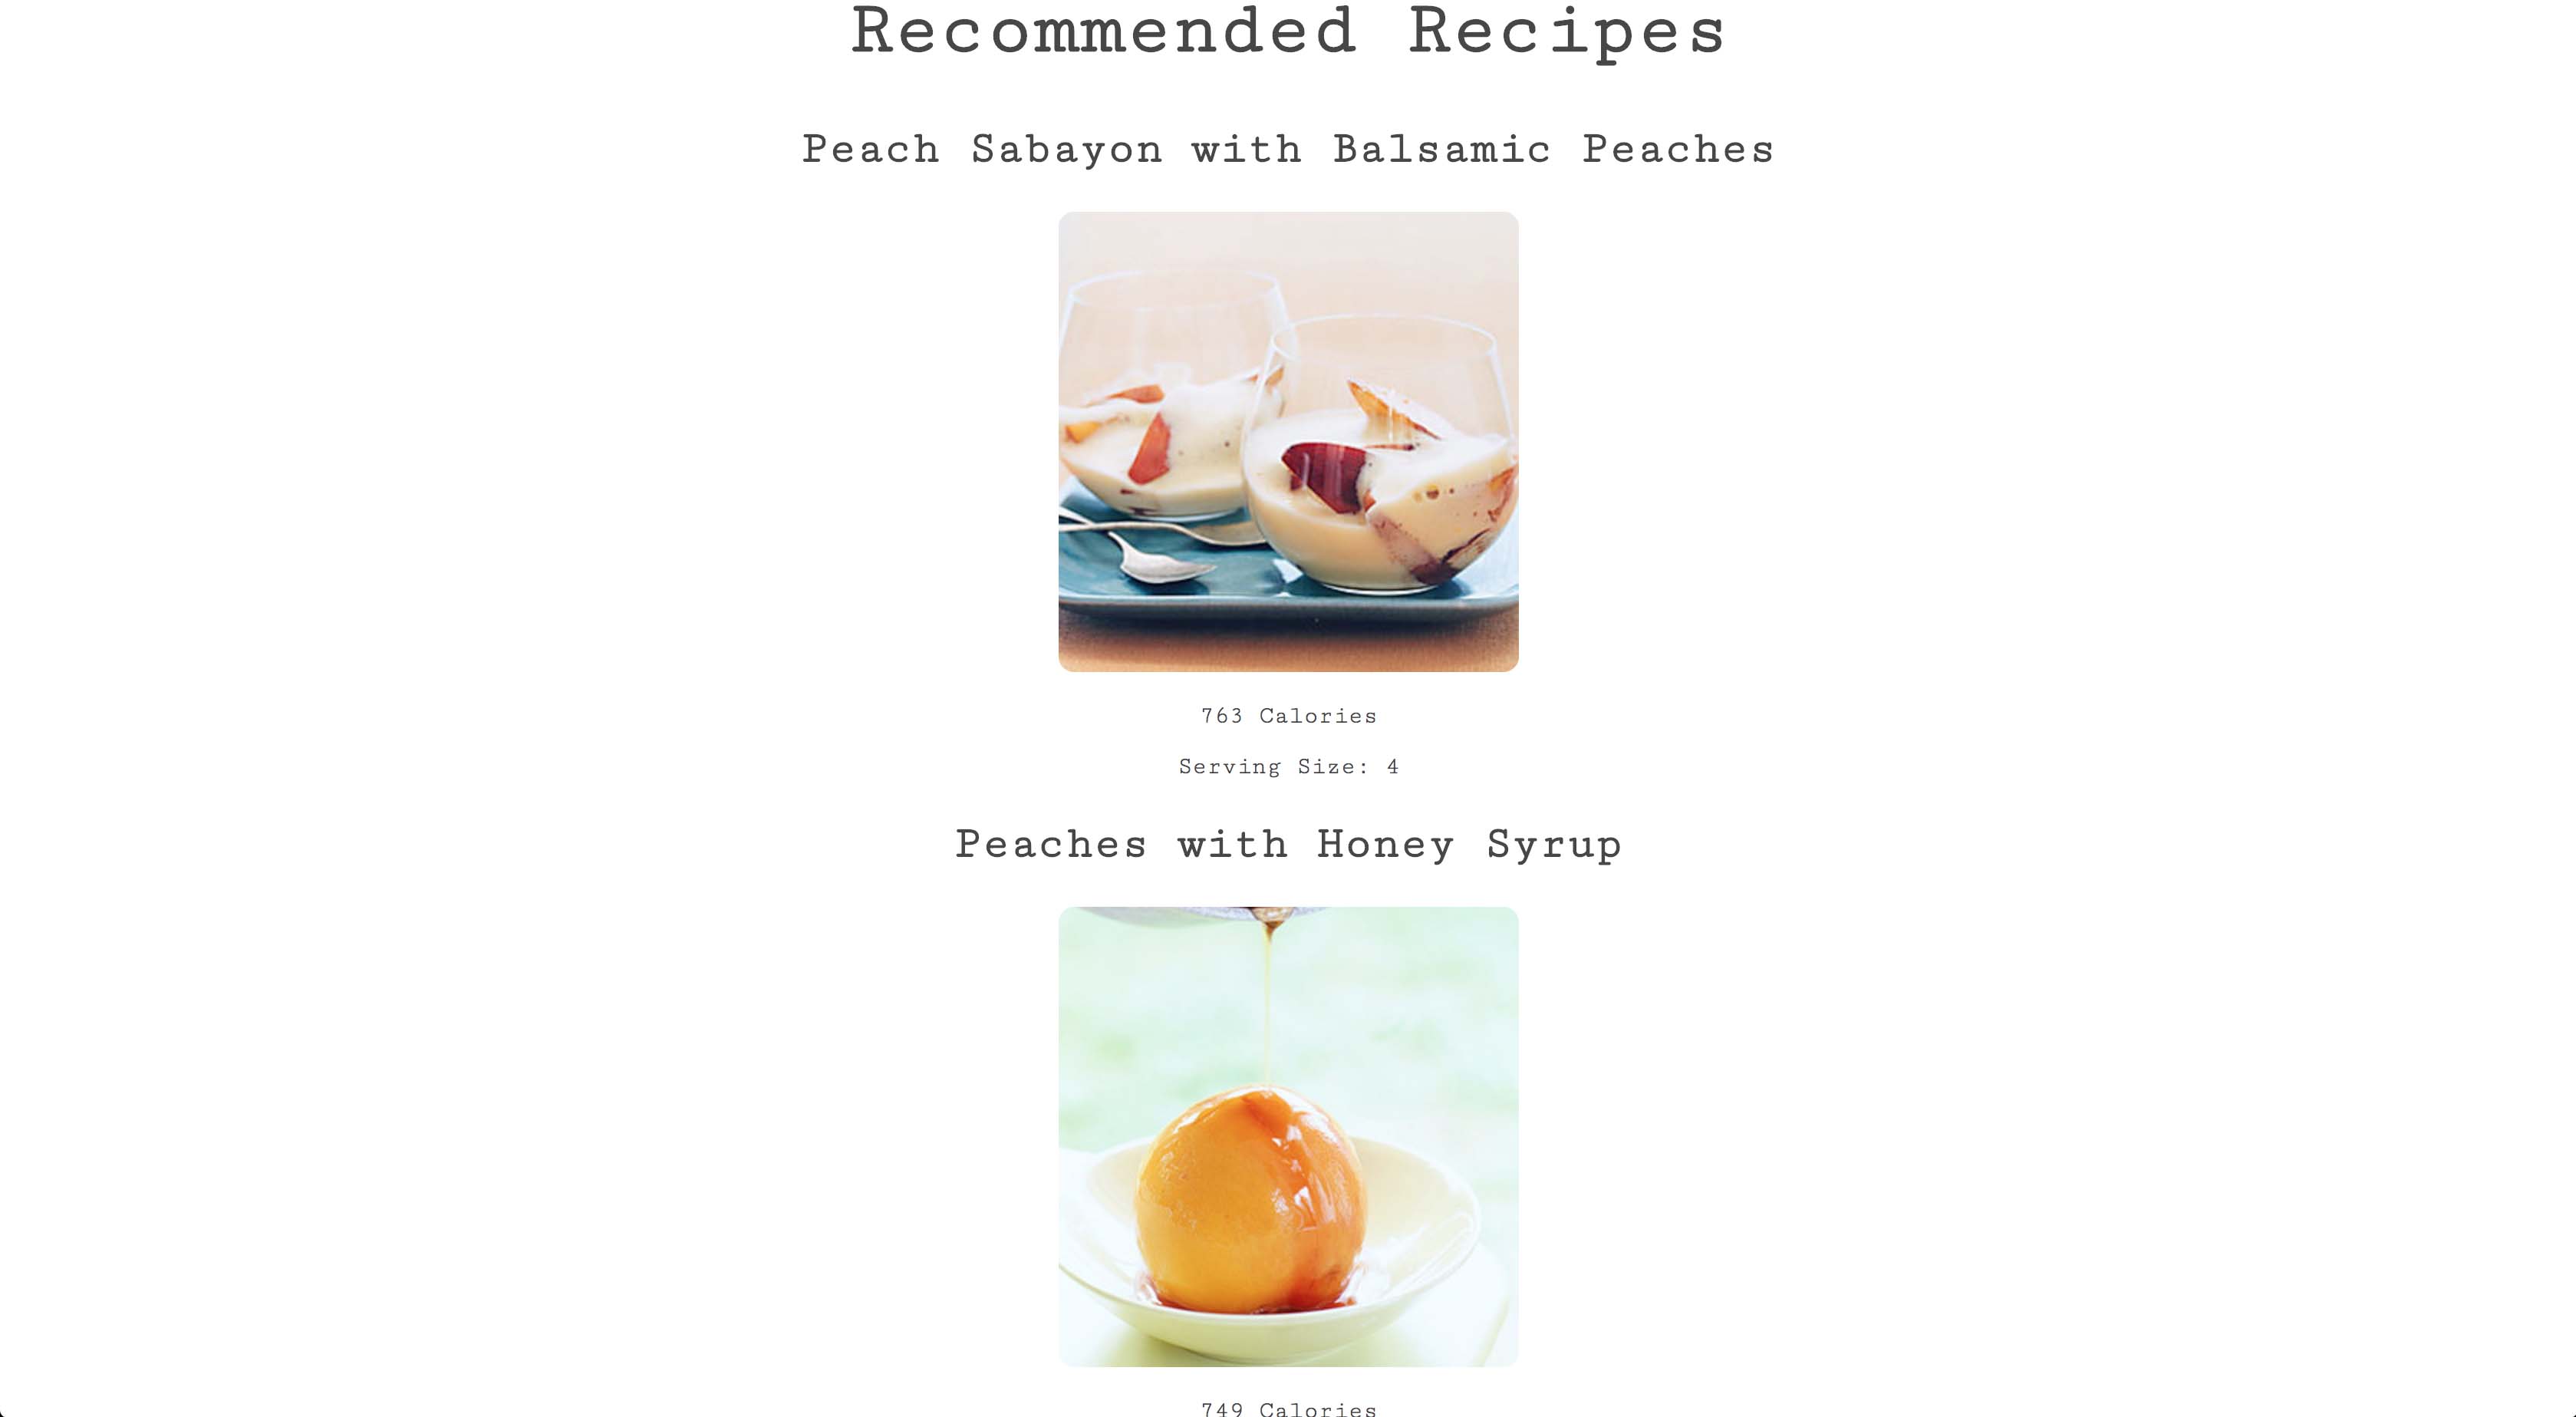 Recommended Recipes
Peach Sabayon with Balsamic Peaches
763 Calories
Serving Size: 4
Peaches with Honey Syrup
749 Calories